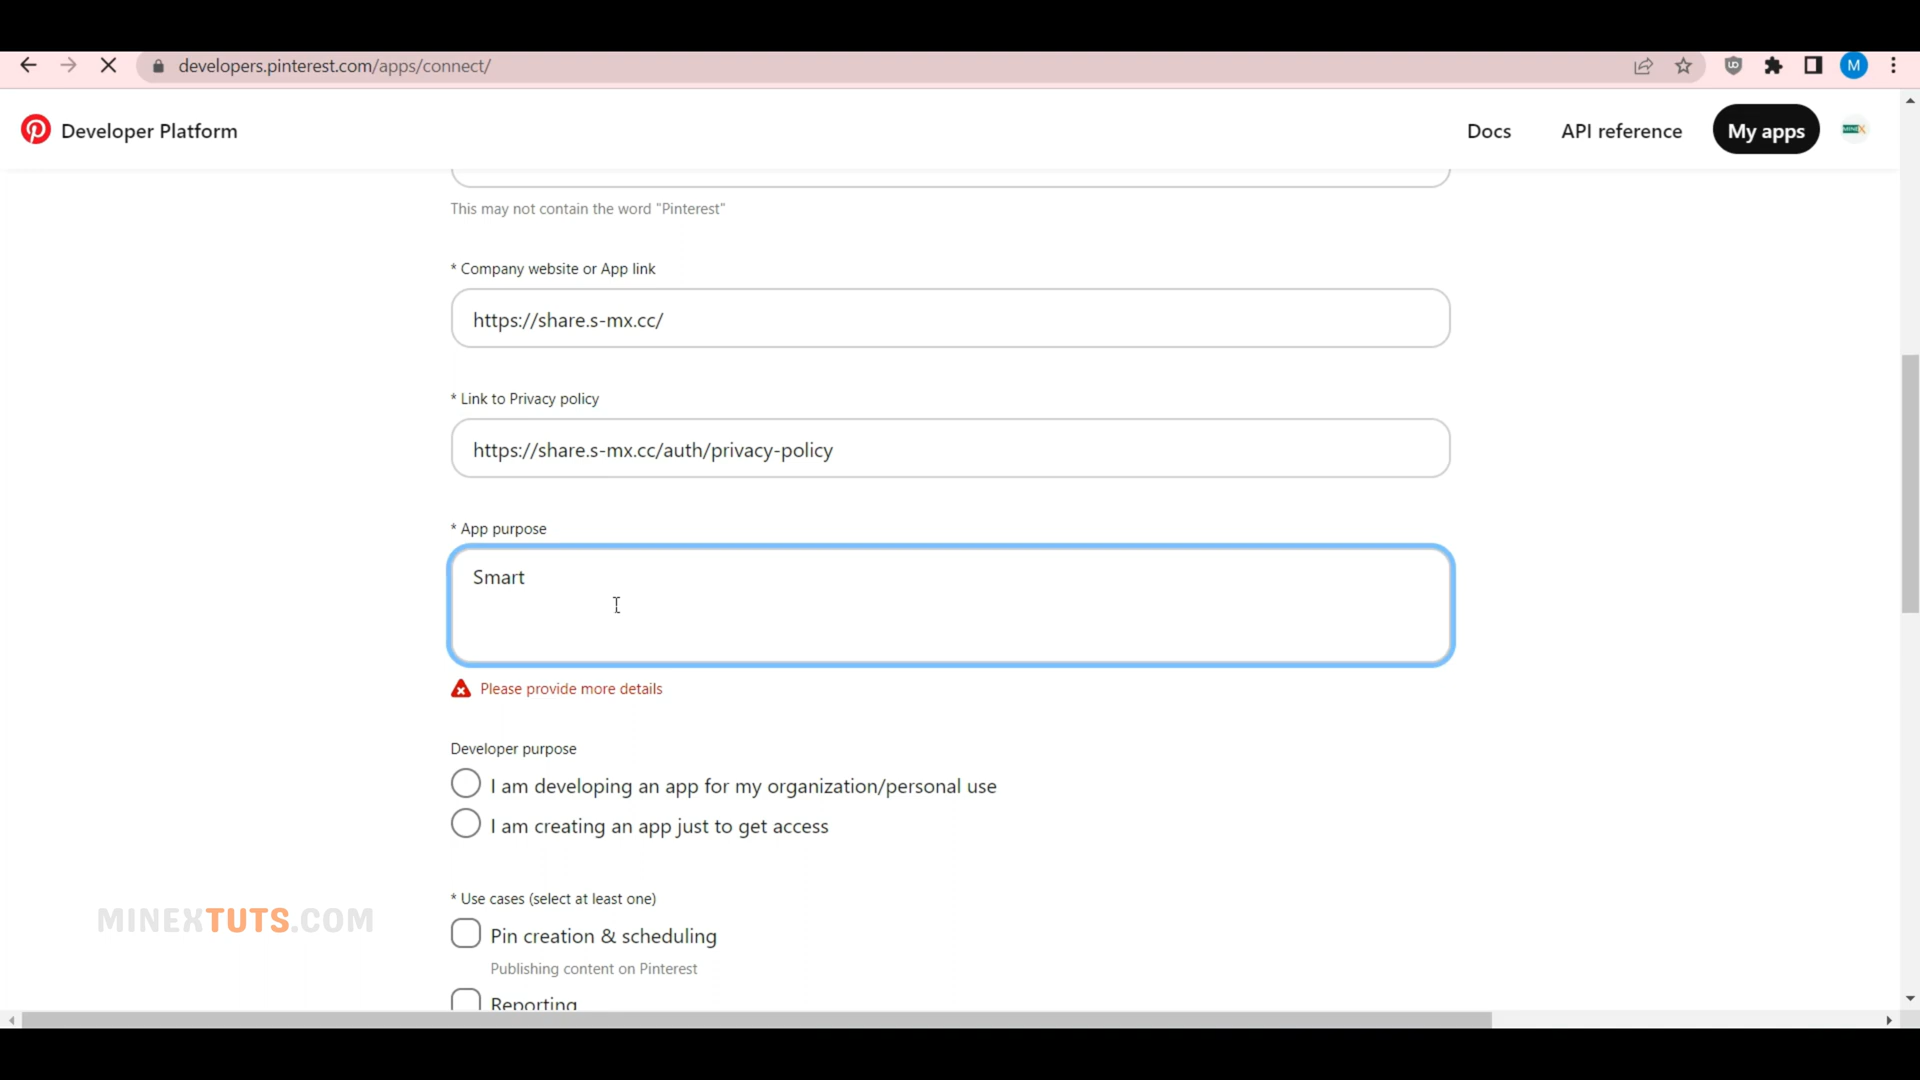 developers.pinterest.com/apps/connect/
M
Developer Platform
Docs
API reference
My apps
MINEX
This may not contain the word "Pinterest"
* Company website or App link
https://share.s-mx.cc/
* Link to Privacy policy
https://share.s-mx.cc/auth/privacy-policy
* App purpose
Smart
Please provide more details
Developer purpose
I am developing an app for my organization/personal use
I am creating an app just to get access
* Use cases (select at least one)
MINEXTUTS.COM
Pin creation & scheduling
Publishing content on Pinterest
Reporting